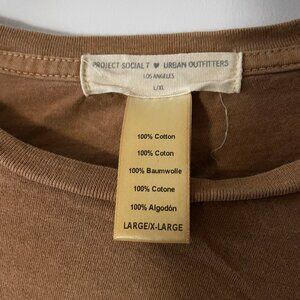 PROJECT SOCIAL T ♥ URBAN OUTFITTERS
LOS ANGELES
L/XL
100% Cotton
100% Coton
100% Baumwolle
100% Cotone
100% Algodón
LARGE/X-LARGE